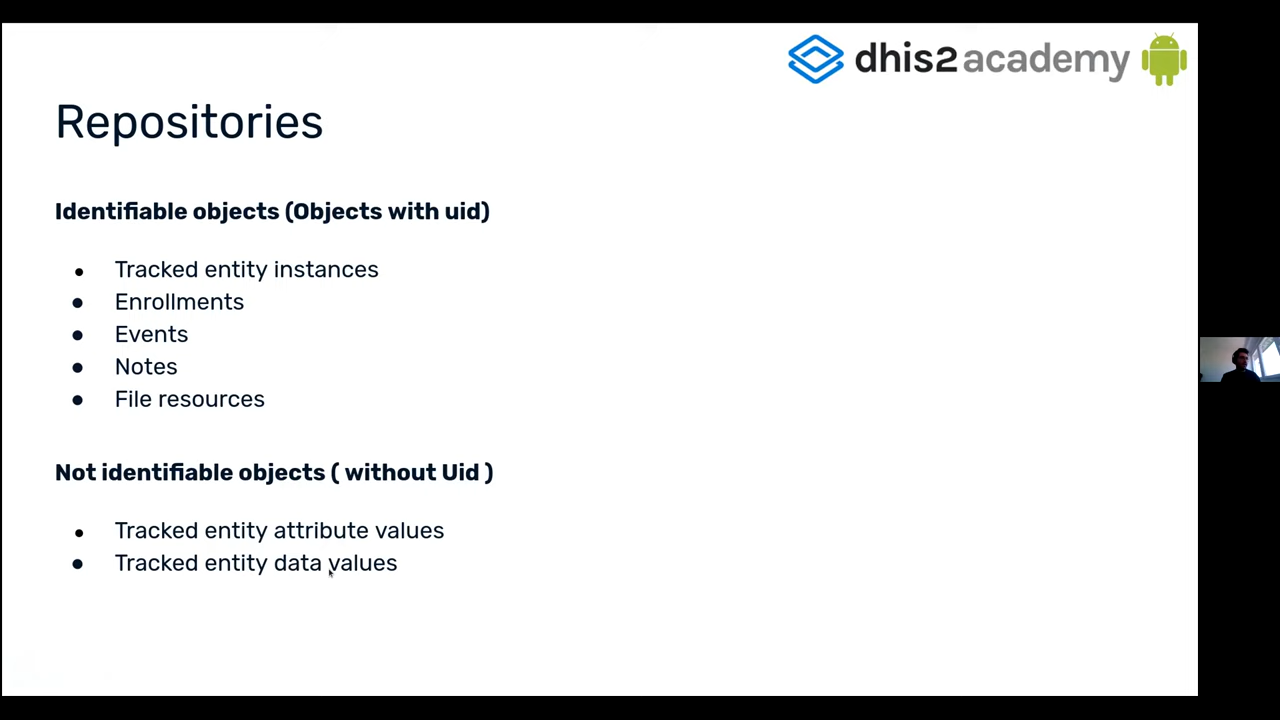 dhis2 academy
Repositories
Identifiable objects (Objects with uid)
● Tracked entity instances
● Enrollments
● Events
● Notes
● File resources
Not identifiable objects ( without Uid )
● Tracked entity attribute values
● Tracked entity data values